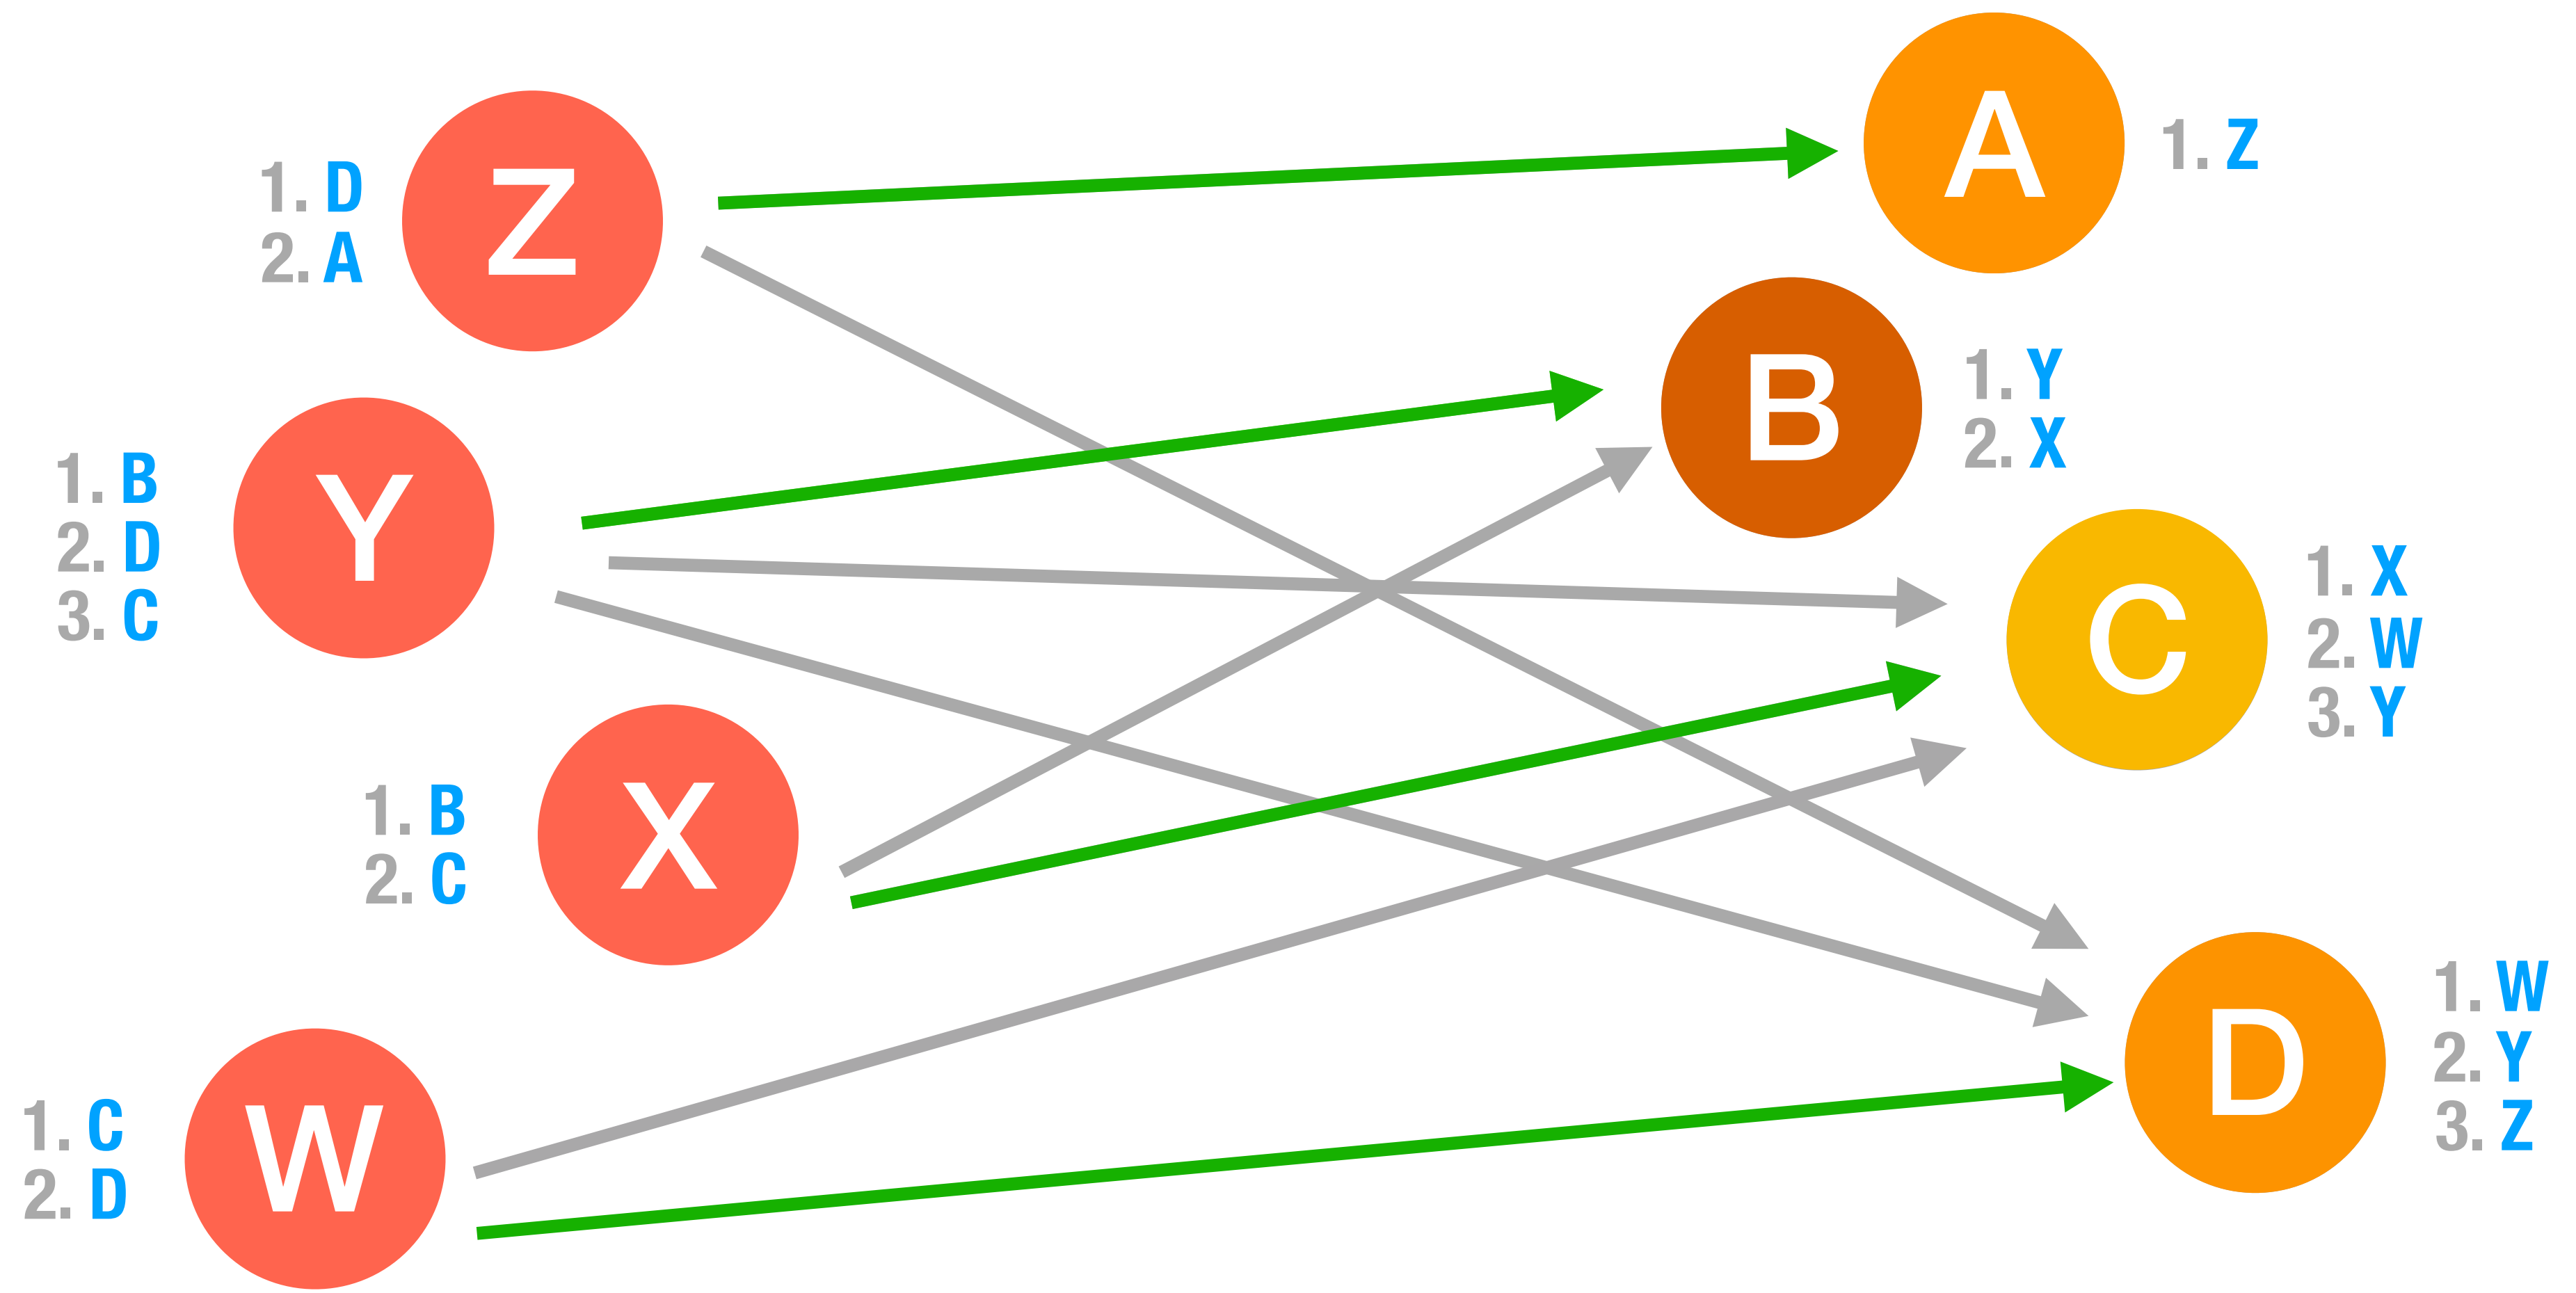 Z
1. D
2. A
Y
1. B
2. D
3. C
X
1. B
2. C
W
1. C
2. D
A
1. Z
B
1. Y
2. X
C
1. X
2. W
3. Y
D
1. W
2. Y
3. Z